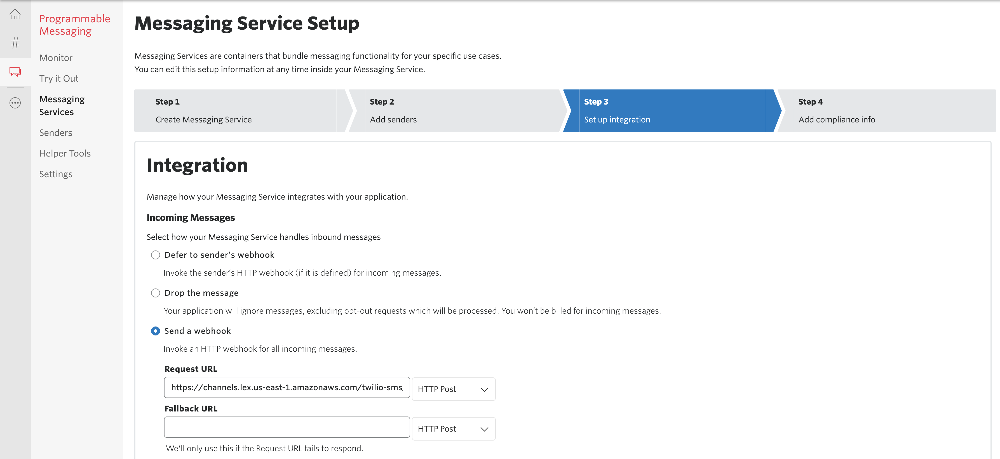 Programmable
Messaging
Monitor
Try it Out
Messaging
Services
Senders
Helper Tools
Settings
Messaging Service Setup
Messaging Services are containers that bundle messaging functionality for your specific use cases.
You can edit this setup information at any time inside your Messaging Service.
Step 1
Create Messaging Service
Step 2
Add senders
Step 3
Set up integration
Step 4
Add compliance info
Integration
Manage how your Messaging Service integrates with your application.
Incoming Messages
Select how your Messaging Service handles inbound messages
Defer to sender’s webhook
Invoke the sender’s HTTP webhook (if it is defined) for incoming messages.
Drop the message
Your application will ignore messages, excluding opt-out requests which will be processed. You won’t be billed for incoming messages.
Send a webhook
Invoke an HTTP webhook for all incoming messages.
Request URL
https://channels.lex.us-east-1.amazonaws.com/twilio-sms/
HTTP Post
Fallback URL
HTTP Post
We'll only use this if the Request URL fails to respond.